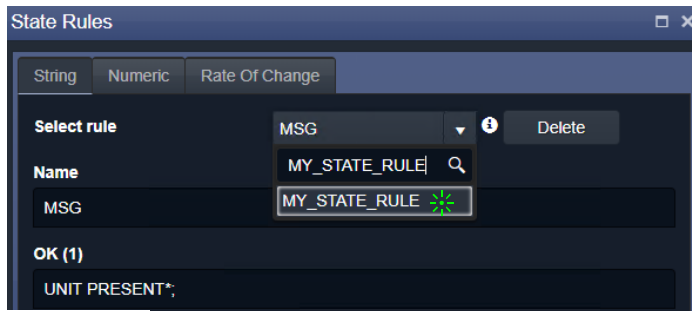 State Rules
String Numeric Rate Of Change
Select rule MSG Delete
MY_STATE_RULE
Name
MY_STATE_RULE
MSG
OK (1)
UNIT PRESENT*;